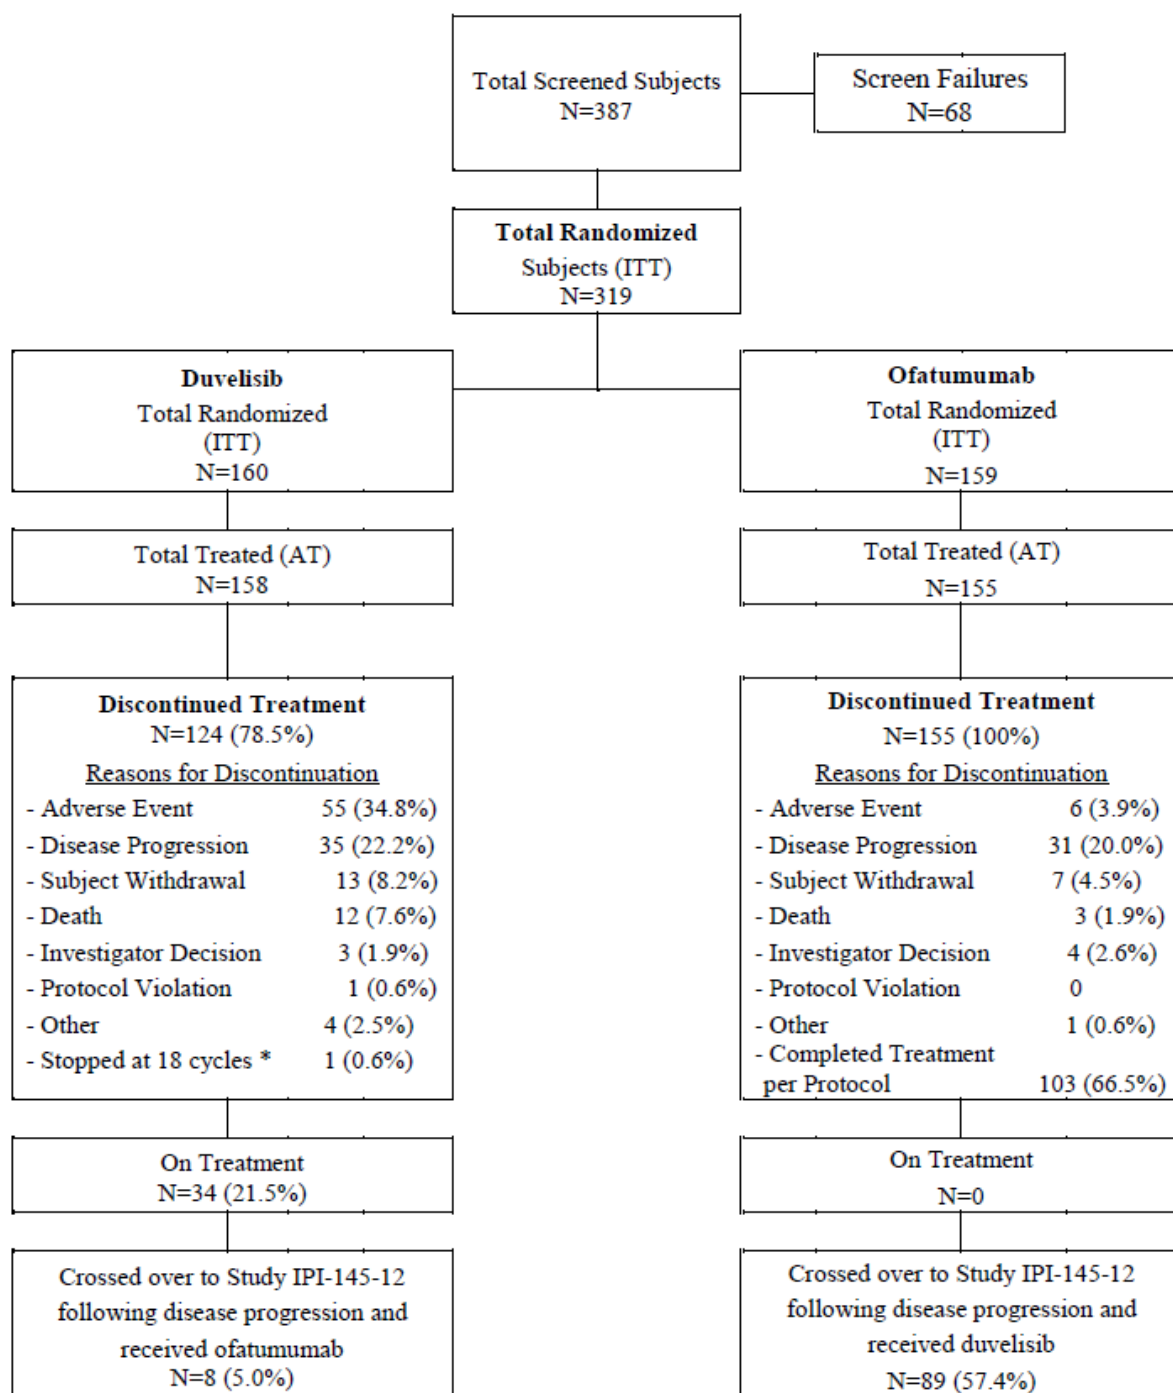 Total Screened Subjects
N=387
Screen Failures
N=68
Total Randomized
Subjects (ITT)
N=319
Duvelisib
Total Randomized
(ITT)
N=160
Ofatumumab
Total Randomized
(ITT)
N=159
Total Treated (AT)
N=158
Total Treated (AT)
N=155
Discontinued Treatment
N=124 (78.5%)
Reasons for Discontinuation
- Adverse Event 55 (34.8%)
- Disease Progression 35 (22.2%)
- Subject Withdrawal 13 (8.2%)
- Death 12 (7.6%)
- Investigator Decision 3 (1.9%)
- Protocol Violation 1 (0.6%)
- Other 4 (2.5%)
- Stopped at 18 cycles * 1 (0.6%)
Discontinued Treatment
N=155 (100%)
Reasons for Discontinuation
- Adverse Event 6 (3.9%)
- Disease Progression 31 (20.0%)
- Subject Withdrawal 7 (4.5%)
- Death 3 (1.9%)
- Investigator Decision 4 (2.6%)
- Protocol Violation 0
- Other 1 (0.6%)
- Completed Treatment
per Protocol 103 (66.5%)
On Treatment
N=34 (21.5%)
On Treatment
N=0
Crossed over to Study IPI-145-12
following disease progression and
received ofatumumab
N=8 (5.0%)
Crossed over to Study IPI-145-12
following disease progression and
received duvelisib
N=89 (57.4%)